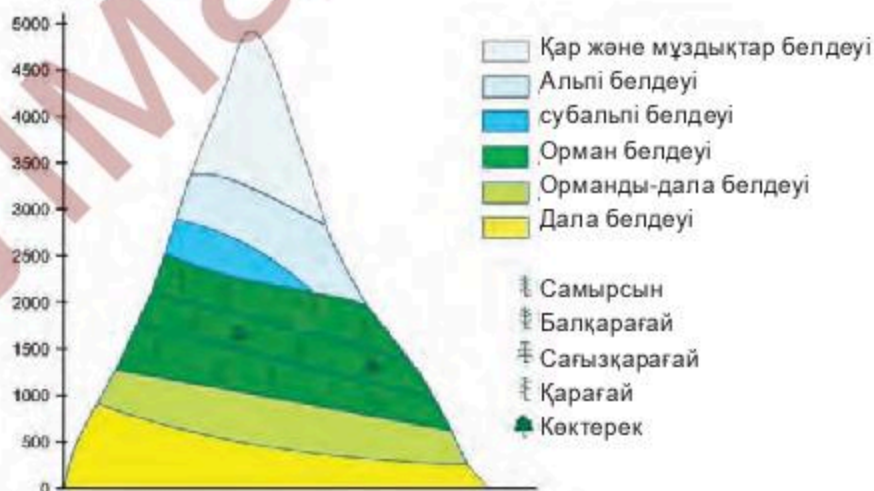 5000
4500
4000
3500
3000
2500
2000
1500
1000
500
0
Қар және мұздықтар белдеуі
Альпі белдеуі
субальпі белдеуі
Орман белдеуі
Орманды-дала белдеуі
Дала белдеуі
Самырсын
Балқарағай
Сағызқарағай
Қарағай
Көктерек